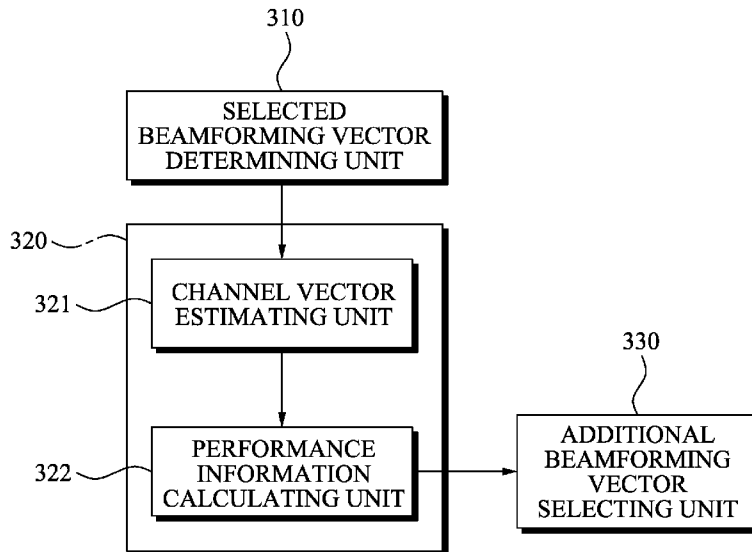 310
SELECTED
BEAMFORMING VECTOR
DETERMINING UNIT
320
321
CHANNEL VECTOR
ESTIMATING UNIT
330
322
PERFORMANCE
INFORMATION
CALCULATING UNIT
ADDITIONAL
BEAMFORMING
VECTOR
SELECTING UNIT